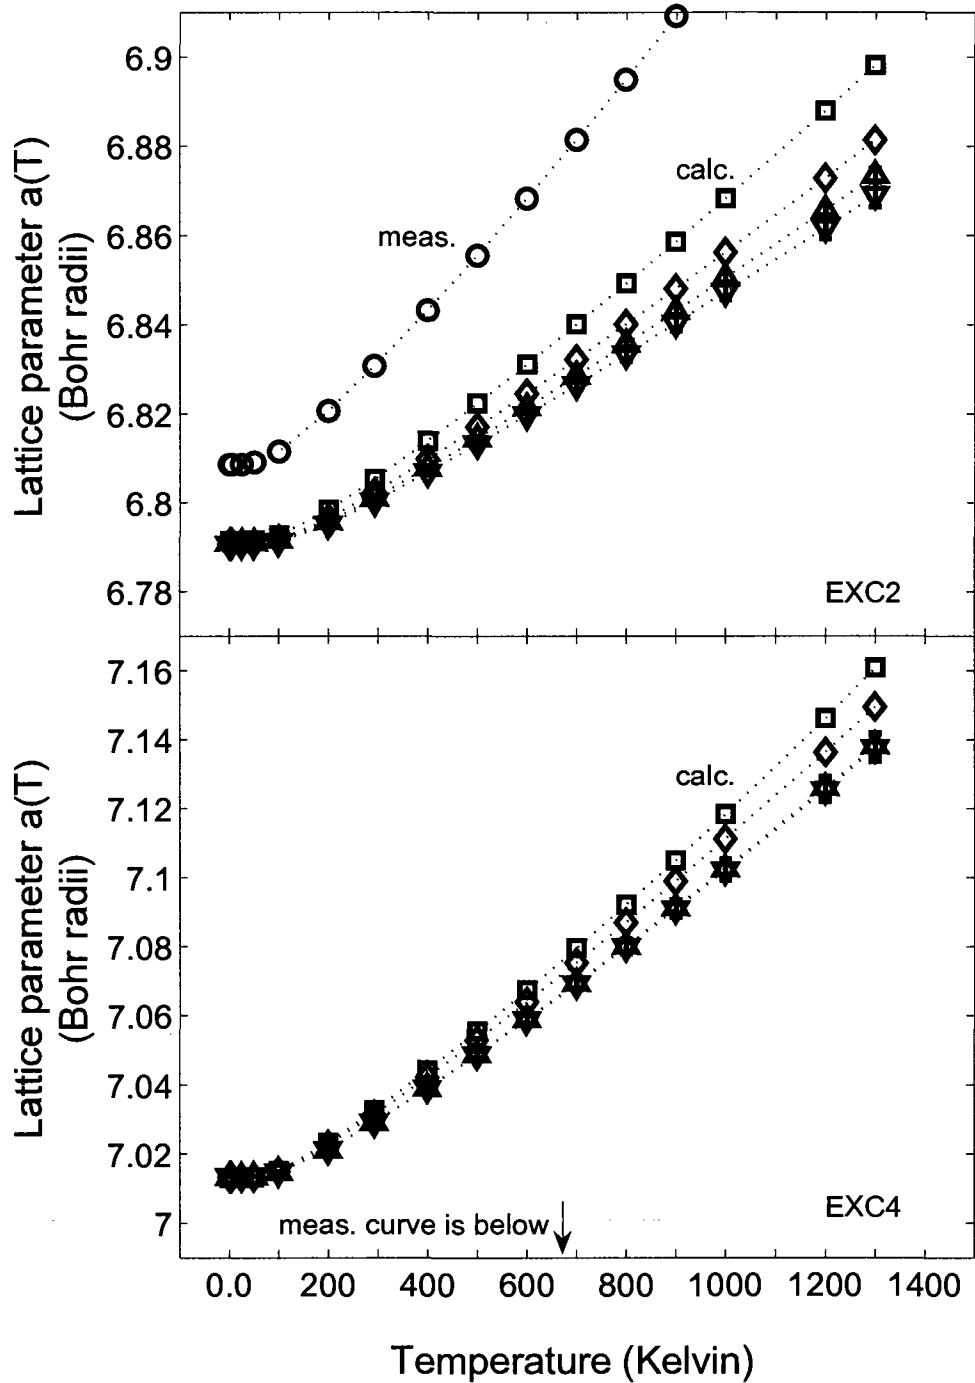 Lattice parameter a(T)
(Bohr radii)
6.9
6.88
6.86
6.84
6.82
6.8
6.78
meas.
calc.
EXC2
Lattice parameter a(T)
(Bohr radii)
7.16
7.14
7.12
7.1
7.08
7.06
7.04
7.02
7
calc.
EXC4
meas. curve is below
0.0 200 400 600 800 1000 1200 1400
Temperature (Kelvin)